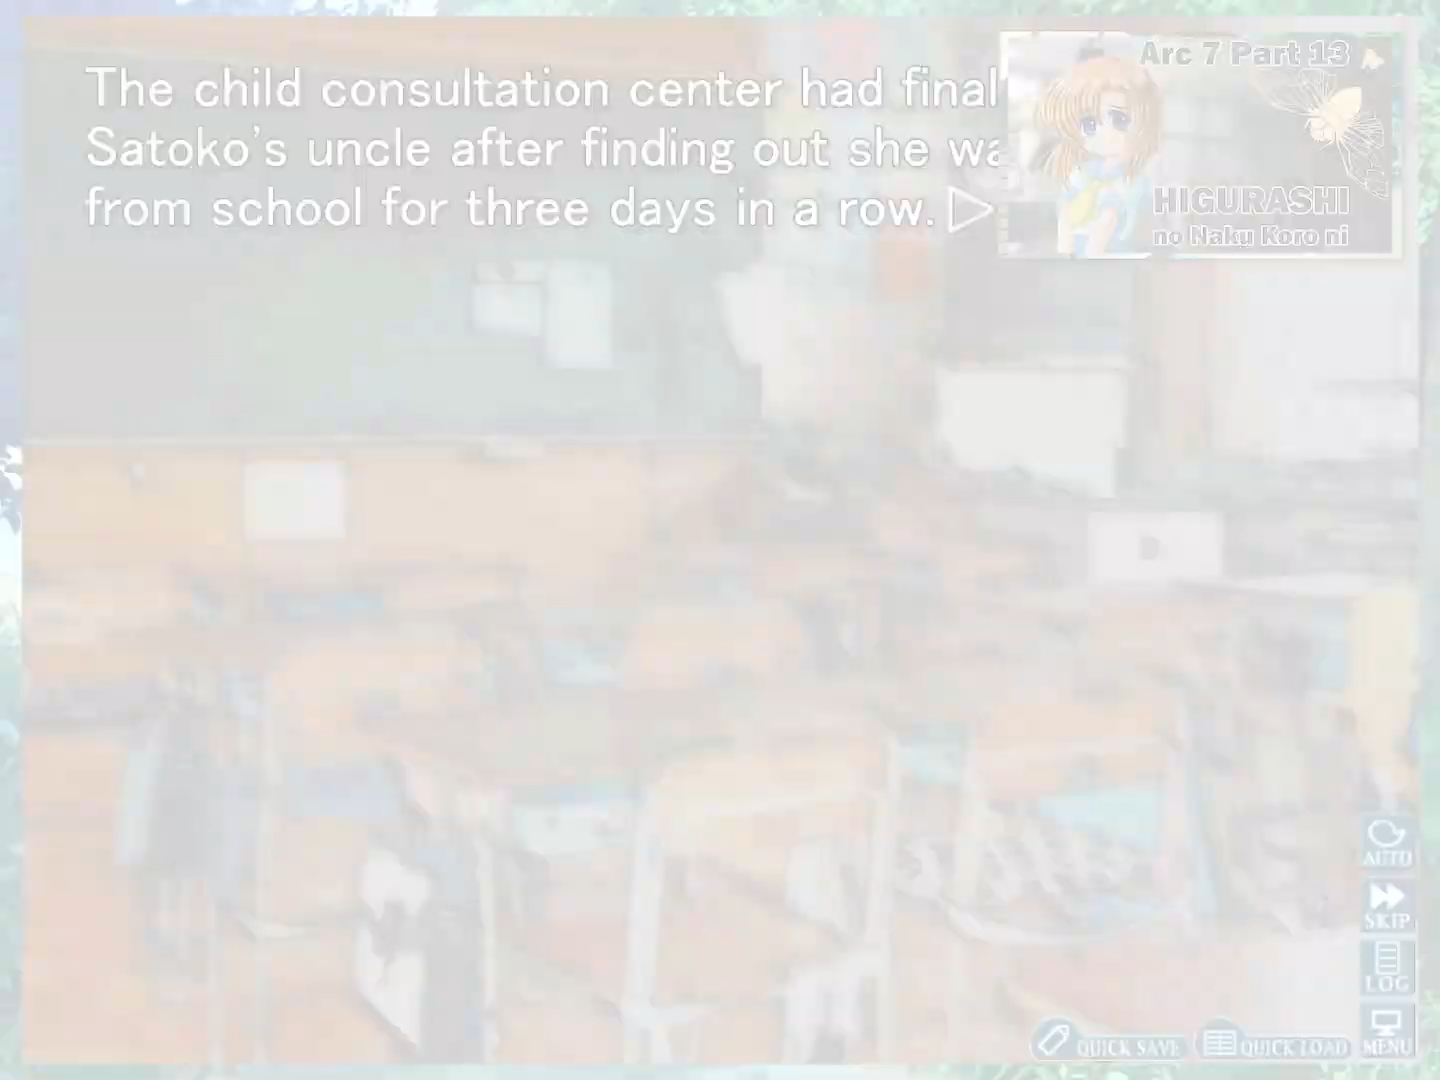 The child consultation center had final
Satoko's uncle after finding out she wa
from school for three days in a row.
Arc 7 Part 13
HIGURASHI
no Naku Koro ni
AUTO
SKIP
LOG
MENU
QUICK SAVE
QUICK LOAD